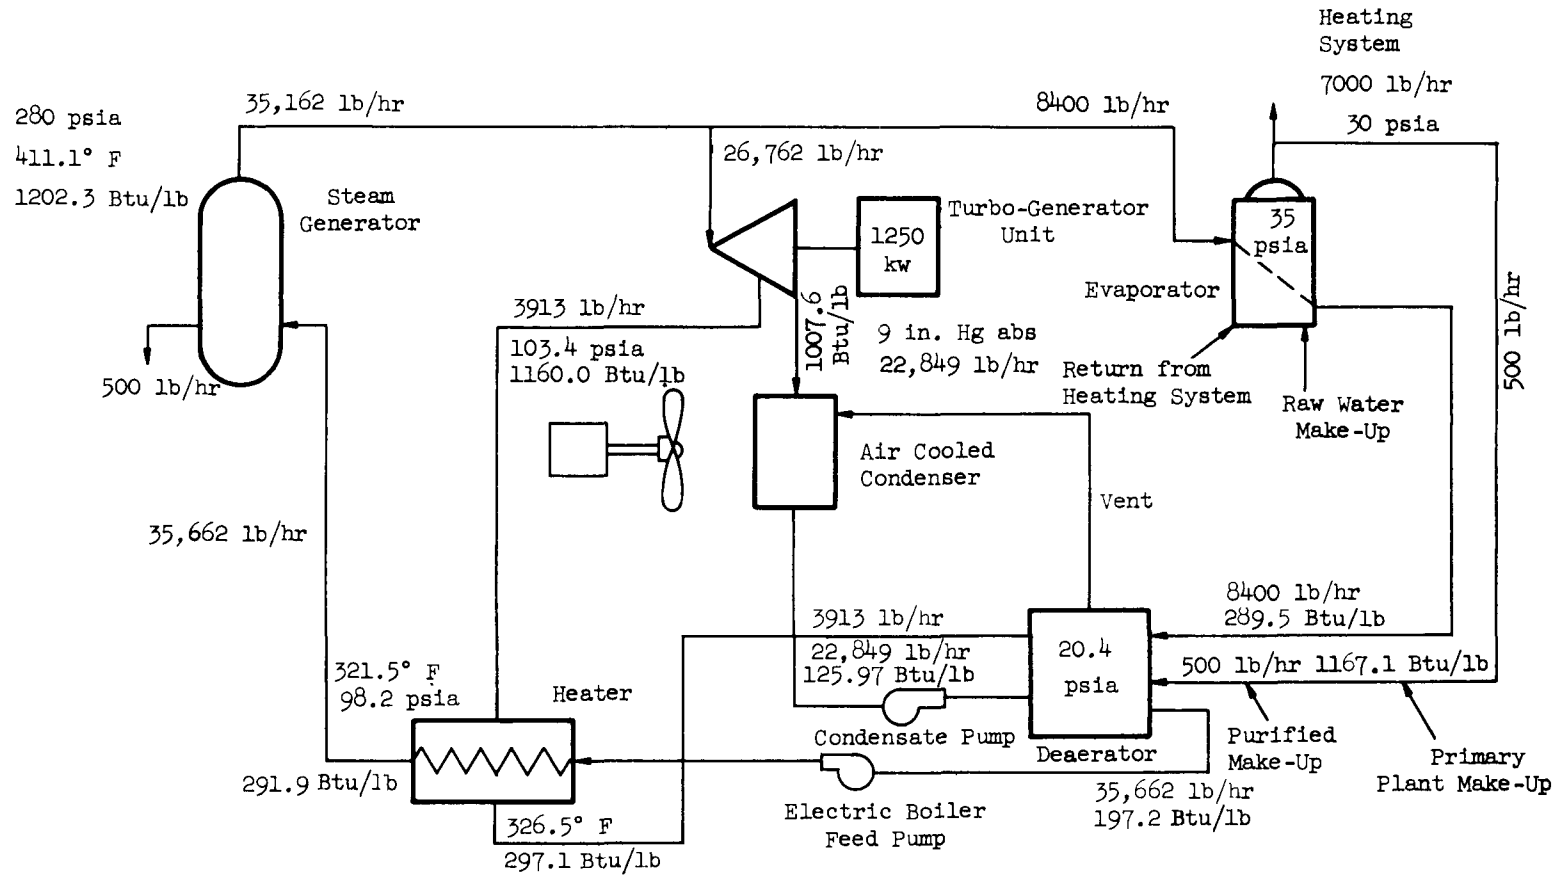 Heating
System
7000 lb/hr
30 psia
280 psia
411.1° F
1202.3 Btu/lb
35,162 lb/hr
8400 lb/hr
26,762 lb/hr
Steam
Generator
Turbo-Generator
Unit
1250
kw
35
psia
Evaporator
500 lb/hr
3913 lb/hr
103.4 psia
1160.0 Btu/lb
1007.6
Btu/lb
9 in. Hg abs
22,849 lb/hr
500 lb/hr
Return from
Heating System
Raw Water
Make-Up
Air Cooled
Condenser
Vent
35,662 lb/hr
8400 lb/hr
289.5 Btu/lb
3913 lb/hr
22,849 lb/hr
125.97 Btu/lb
20.4
psia
500 lb/hr 1167.1 Btu/lb
321.5° F
98.2 psia
Heater
Condensate Pump
Deaerator
Purified
Make-Up
Primary
Plant Make-Up
291.9 Btu/lb
Electric Boiler
Feed Pump
35,662 lb/hr
197.2 Btu/lb
326.5° F
297.1 Btu/lb